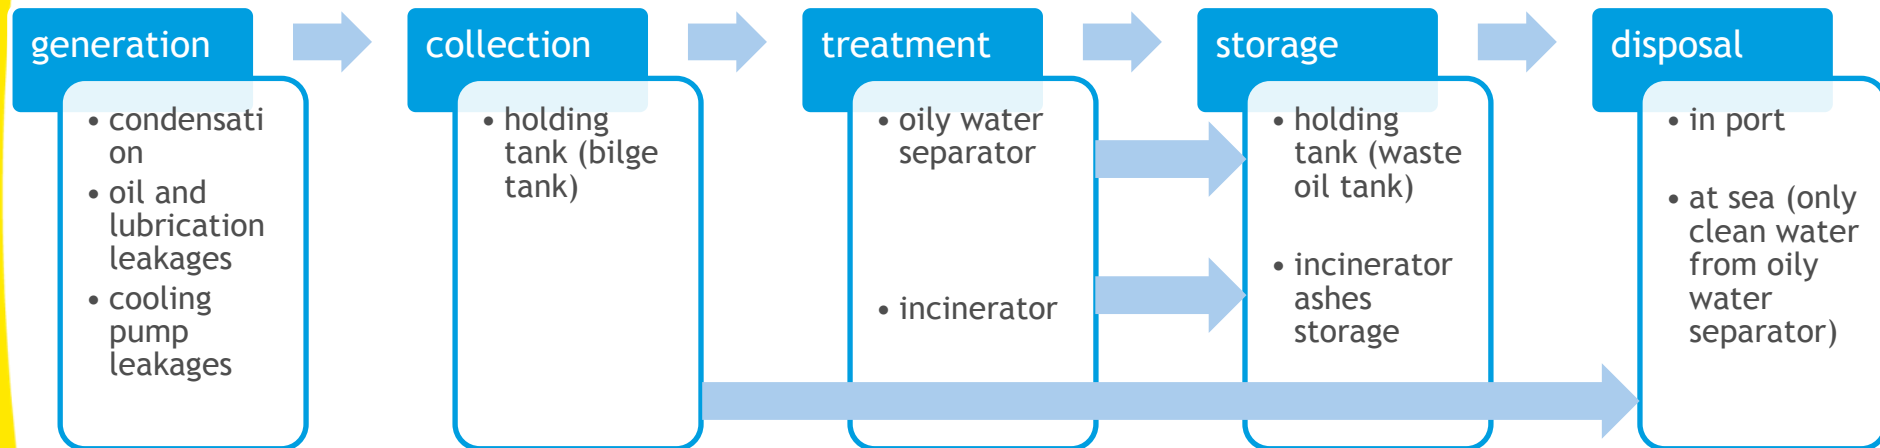 generation
• condensati
on
• oil and
lubrication
leakages
• cooling
pump
leakages
collection
• holding
tank (bilge
tank)
treatment
• oily water
separator
• incinerator
storage
• holding
tank (waste
oil tank)
• incinerator
ashes
storage
disposal
• in port
• at sea (only
clean water
from oily
water
separator)